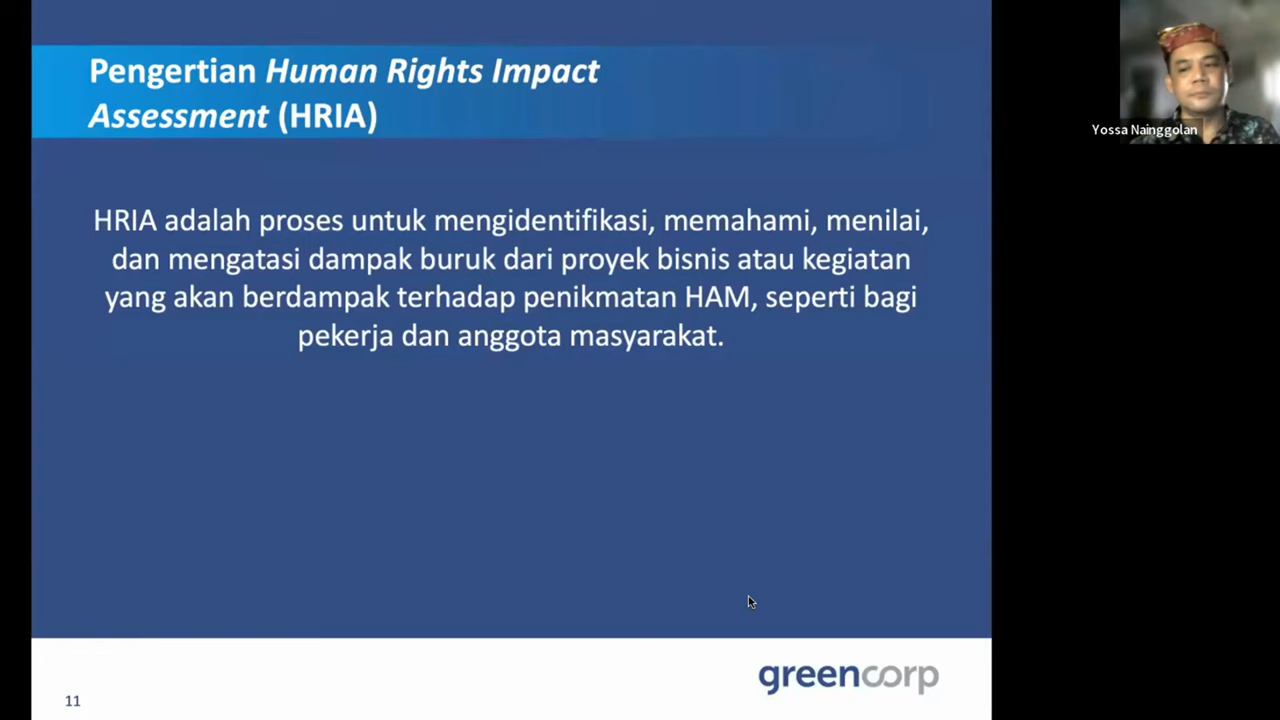 Pengertian Human Rights Impact
Assessment (HRIA)
HRIA adalah proses untuk mengidentifikasi, memahami, menilai,
dan mengatasi dampak buruk dari proyek bisnis atau kegiatan
yang akan berdampak terhadap penikmatan HAM, seperti bagi
pekerja dan anggota masyarakat.
11
greencorp
Yossa Nainggolan